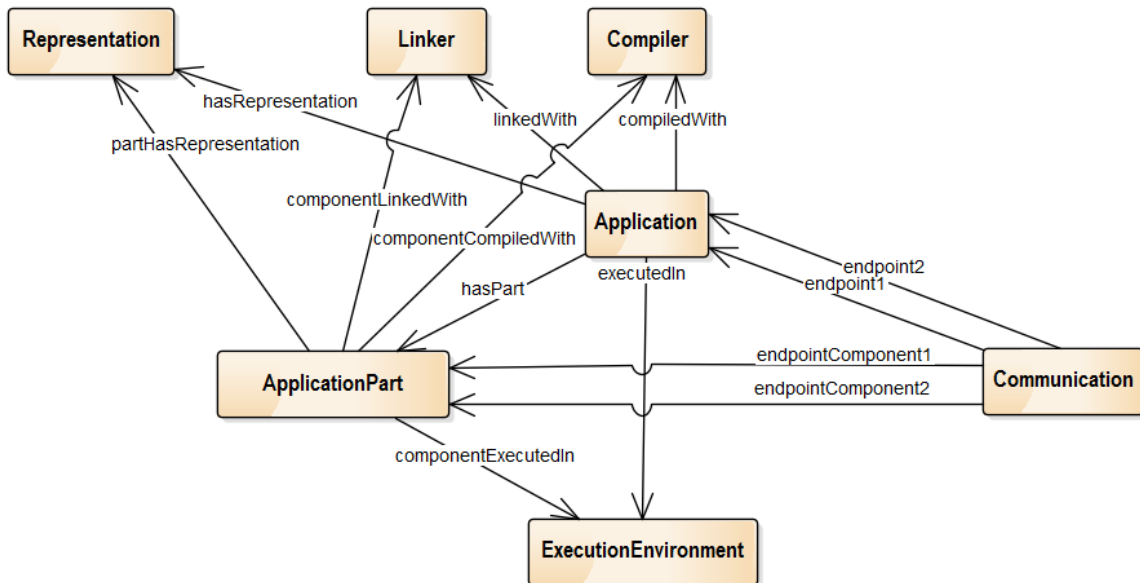 Representation
Linker
Compiler
hasRepresentation
linkedWith
compiledWith
partHasRepresentation
componentLinkedWith
Application
componentCompiledWith
executedIn
endpoint2
endpoint1
hasPart
endpointComponent1
ApplicationPart
Communication
endpointComponent2
componentExecutedIn
ExecutionEnvironment